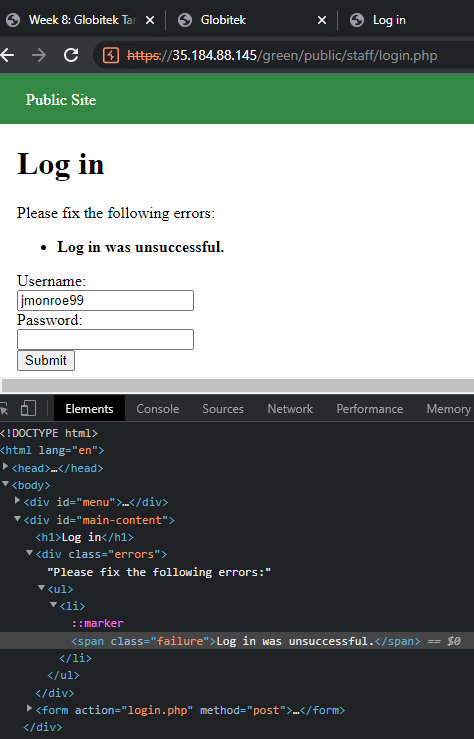 Week 8: Globitek Tar
Globitek
Log in
https://35.184.88.145/green/public/staff/login.php
Public Site
Log in
Please fix the following errors:
• Log in was unsuccessful.
Username:
jmonroe99
Password:
Submit
Elements Console Sources Network Performance Memory
<!DOCTYPE html>
<html lang="en">
<head>…</head>
<body>
<div id="menu">…</div>
<div id="main-content">
<h1>Log in</h1>
<div class="errors">
"Please fix the following errors:"
<ul>
<li>
::marker
<span class="failure">Log in was unsuccessful.</span> == $0
</li>
</ul>
</div>
<form action="login.php" method="post">…</form>
</div>